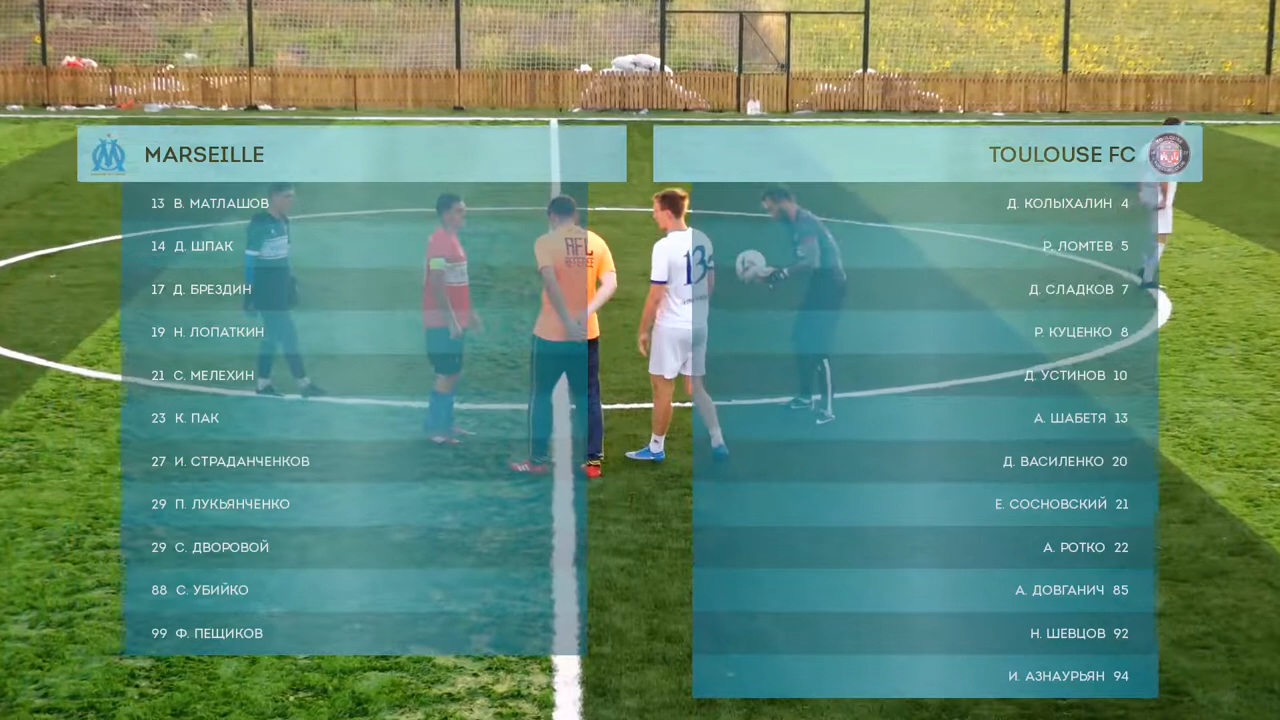 MARSEILLE
13 В. МАТЛАШОВ
14 Д. ШПАК
17 Д. БРЕЗДИН
19 Н. ЛОПАТКИН
21 С. МЕЛЕХИН
23 К. ПАК
27 И. СТРАДАНЧЕНКОВ
29 П. ЛУКЬЯНЧЕНКО
29 С. ДВОРОВОЙ
88 С. УБИЙКО
99 Ф. ПЕЩИКОВ
TOULOUSE FC
Д. КОЛЫХАЛИН 4
Р. ЛОМТЕВ 5
Д. СЛАДКОВ 7
Р. КУЦЕНКО 8
Д. УСТИНОВ 10
А. ШАБЕТЯ 13
Д. ВАСИЛЕНКО 20
Е. СОСНОВСКИЙ 21
А. РОТКО 22
А. ДОВГАНИЧ 85
Н. ШЕВЦОВ 92
И. АЗНАУРЬЯН 94
AFL
REFEREE
13